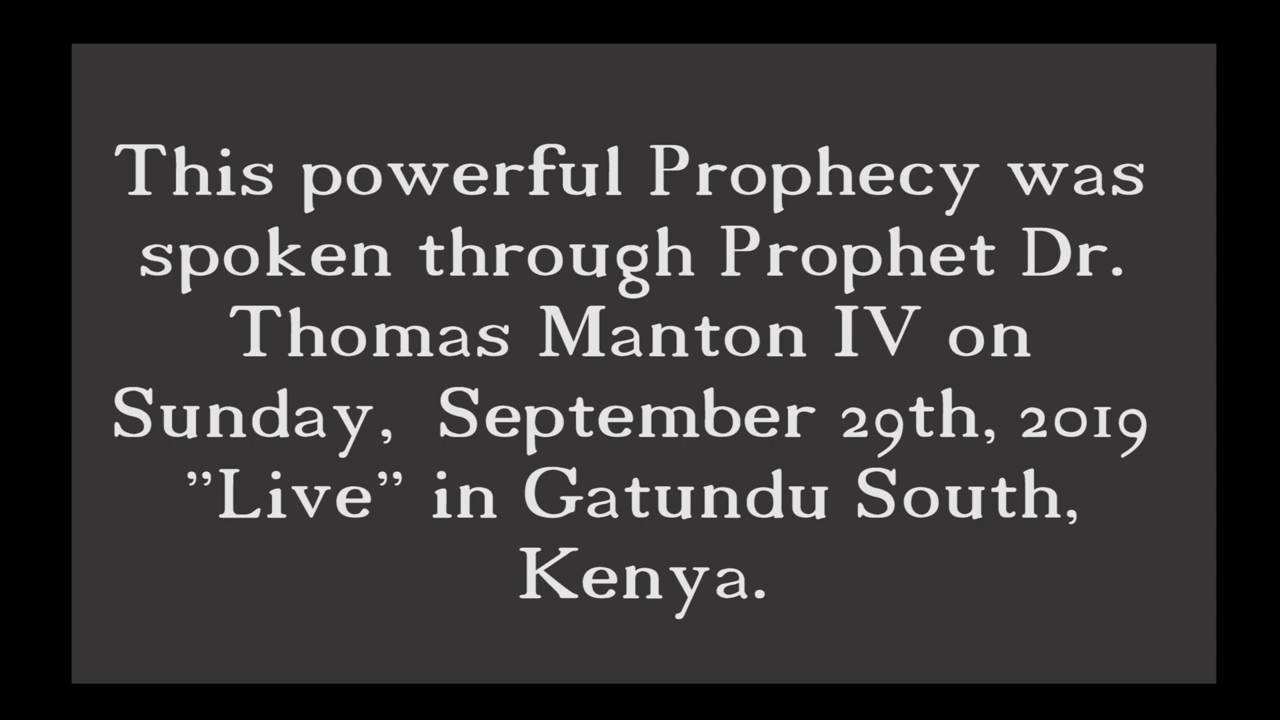 This powerful Prophecy was
spoken through Prophet Dr.
Thomas Manton IV on
Sunday,  September 29th, 2019
”Live” in Gatundu South,
Kenya.